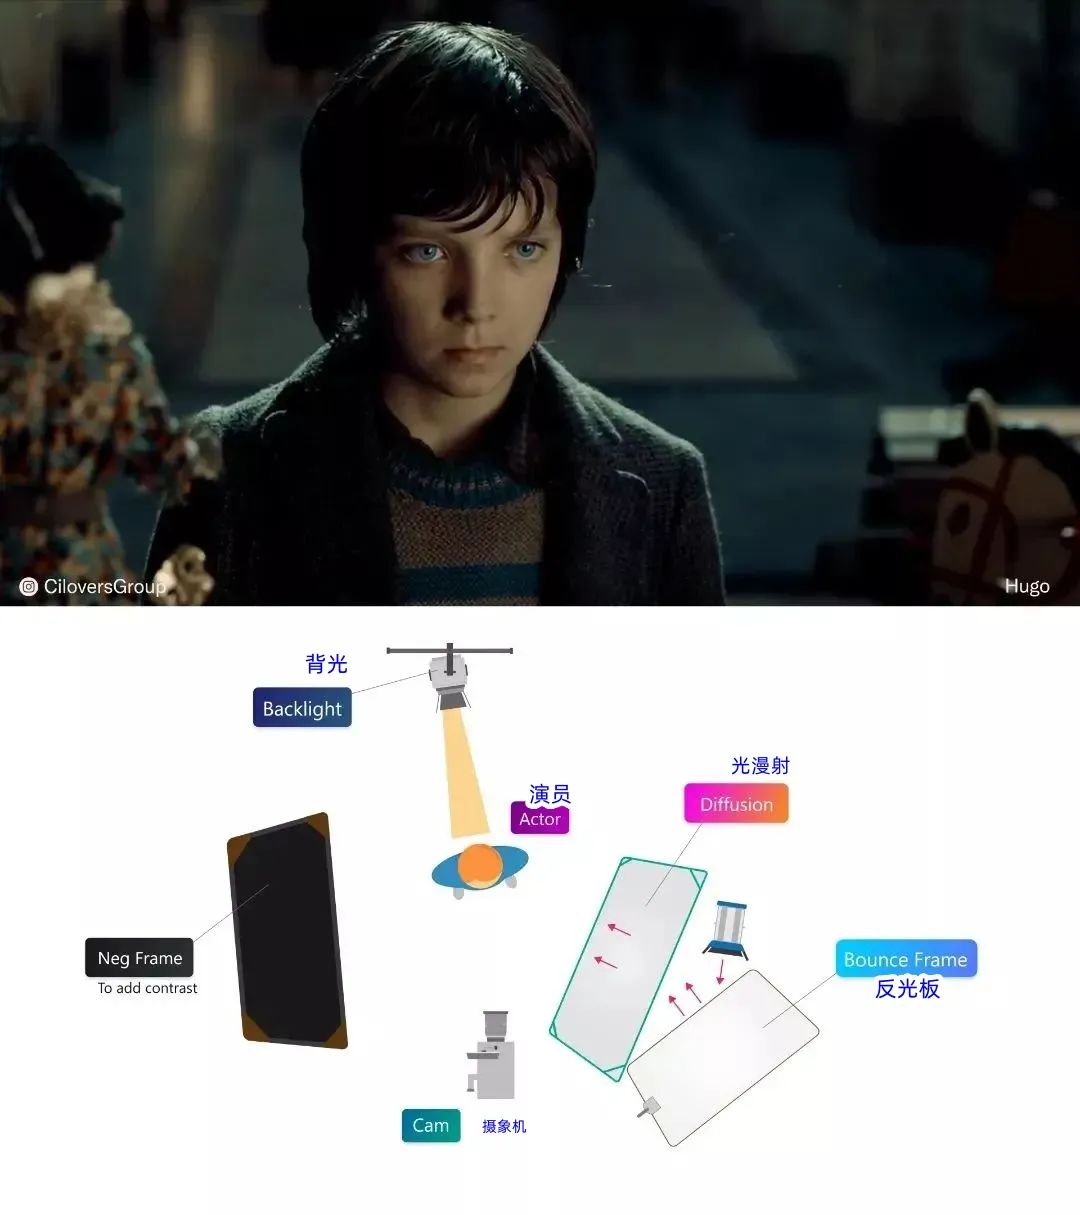 CiloversGroup
Hugo
背光
Backlight
光漫射
Diffusion
演员
Actor
Neg Frame
To add contrast
Bounce Frame
反光板
Cam
摄象机